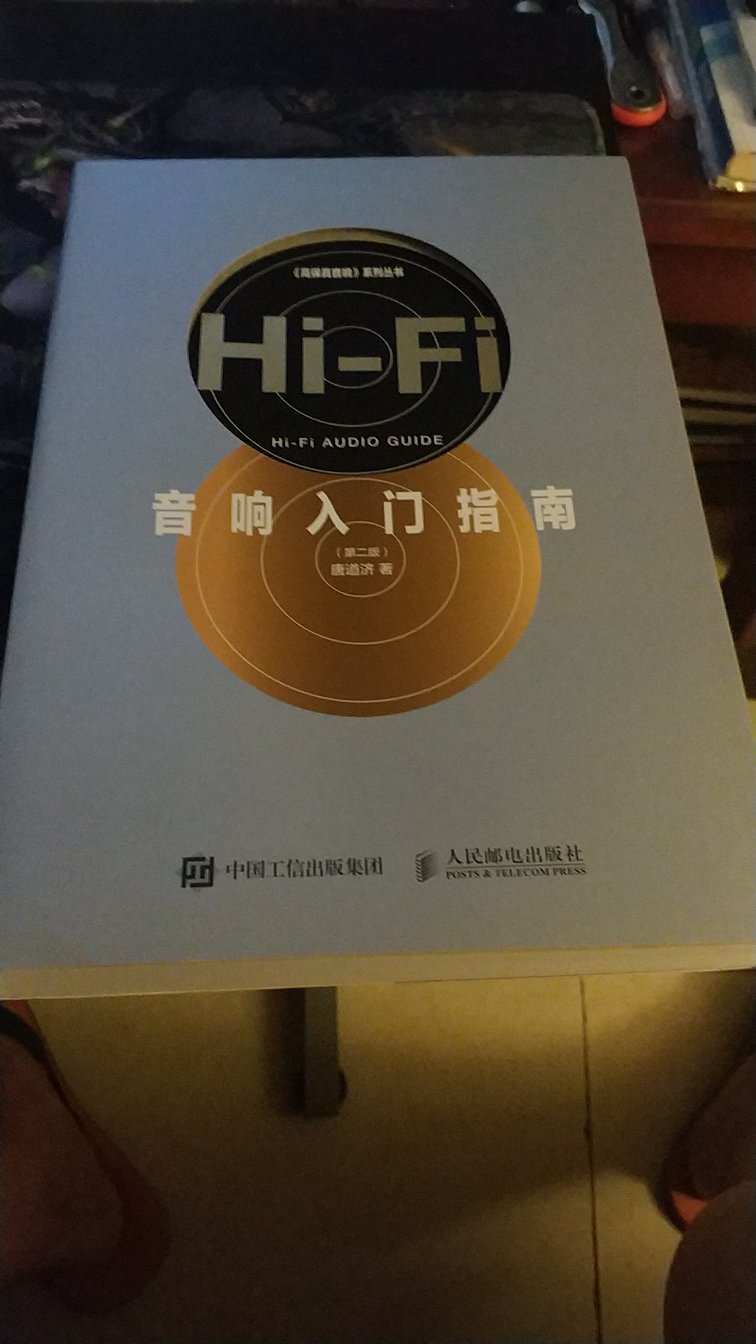 《高保真音响》系列丛书
Hi-Fi
Hi-Fi AUDIO GUIDE
音响入门指南
（第二版）
唐道济 著
中国工信出版集团
人民邮电出版社
POSTS & TELECOM PRESS